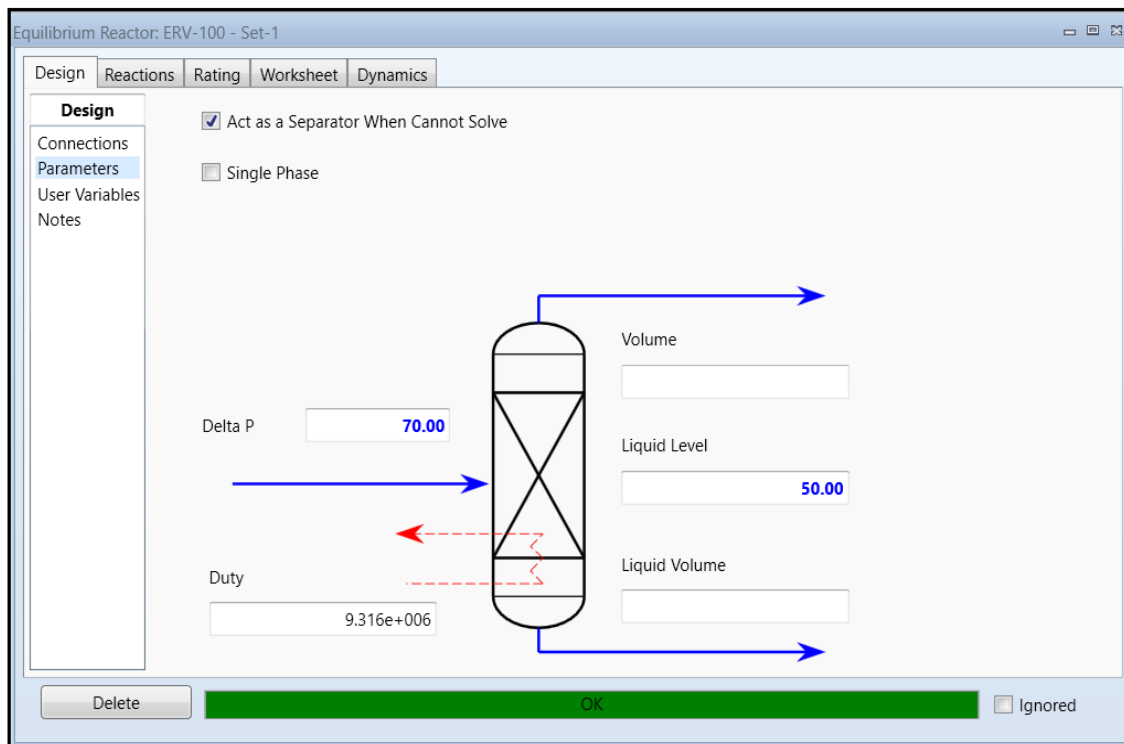 Equilibrium Reactor: ERV-100 - Set-1
Design Reactions Rating Worksheet Dynamics
Design
Connections
Parameters
User Variables
Notes
Act as a Separator When Cannot Solve
Single Phase
Volume
Delta P 70.00
Liquid Level
50.00
Duty
9.316e+006
Liquid Volume
Delete OK Ignored